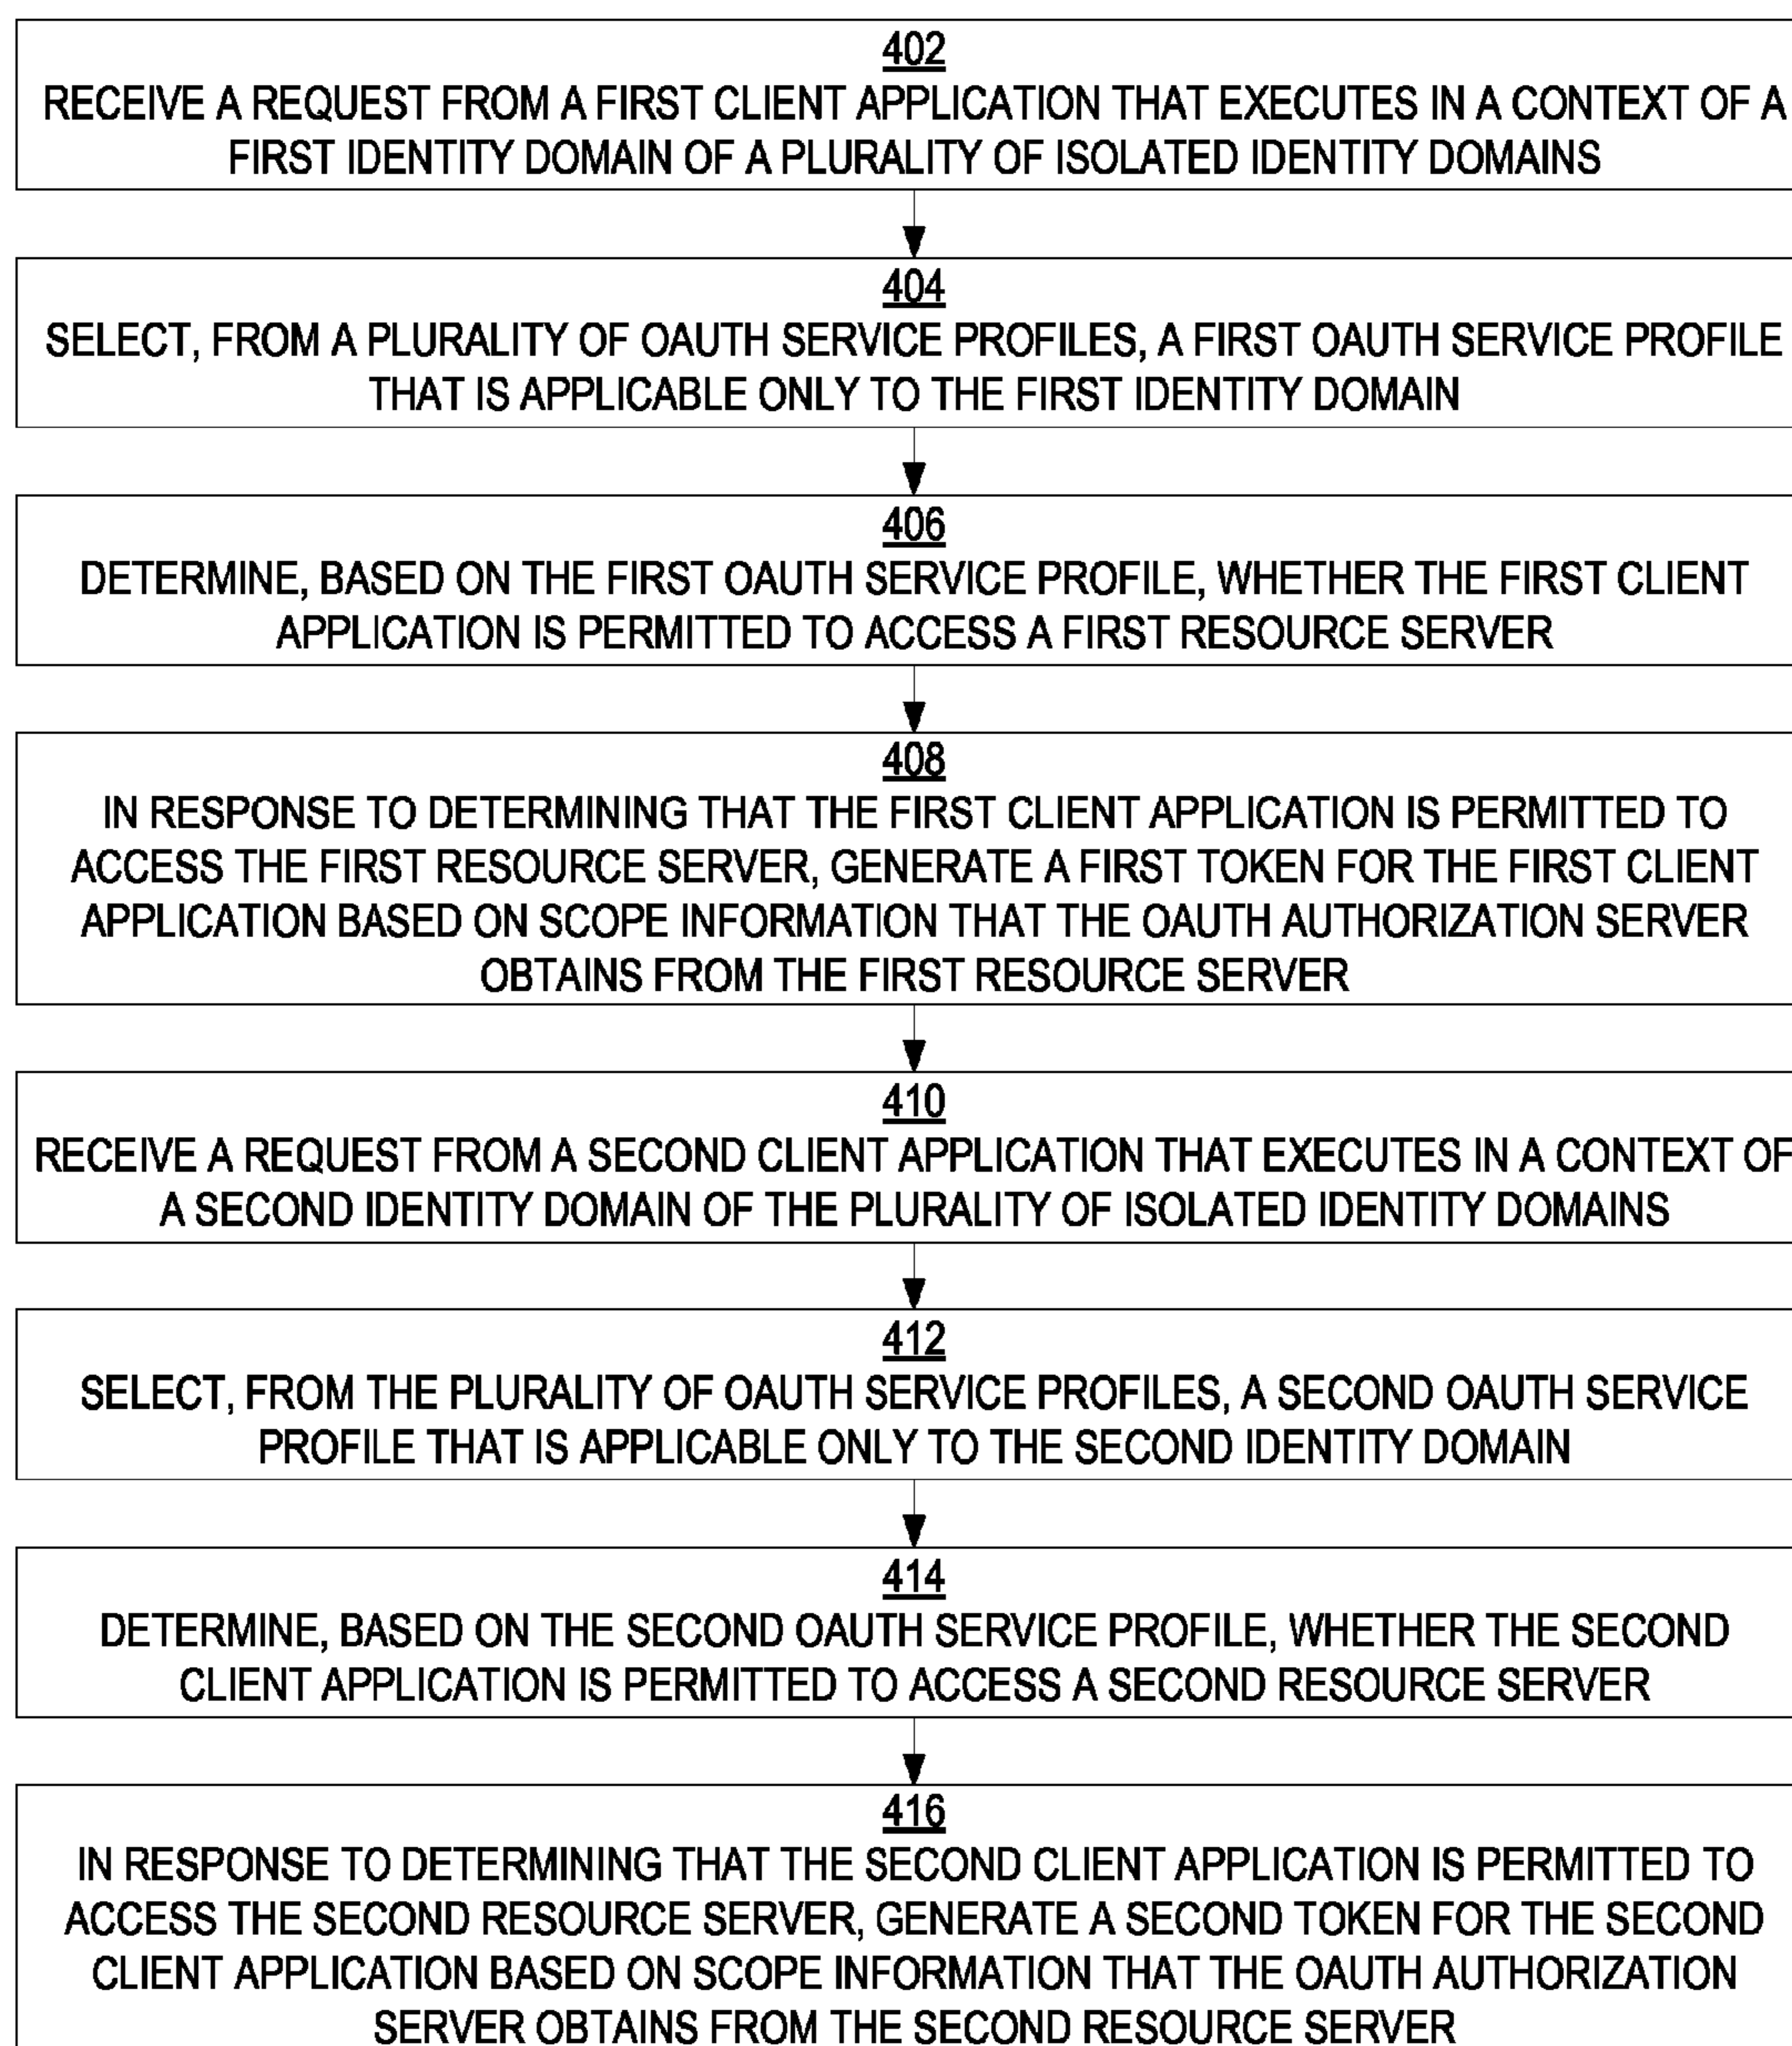 402
RECEIVE A REQUEST FROM A FIRST CLIENT APPLICATION THAT EXECUTES IN A CONTEXT OF A
FIRST IDENTITY DOMAIN OF A PLURALITY OF ISOLATED IDENTITY DOMAINS
404
SELECT, FROM A PLURALITY OF OAUTH SERVICE PROFILES, A FIRST OAUTH SERVICE PROFILE
THAT IS APPLICABLE ONLY TO THE FIRST IDENTITY DOMAIN
406
DETERMINE, BASED ON THE FIRST OAUTH SERVICE PROFILE, WHETHER THE FIRST CLIENT
APPLICATION IS PERMITTED TO ACCESS A FIRST RESOURCE SERVER
408
IN RESPONSE TO DETERMINING THAT THE FIRST CLIENT APPLICATION IS PERMITTED TO
ACCESS THE FIRST RESOURCE SERVER, GENERATE A FIRST TOKEN FOR THE FIRST CLIENT
APPLICATION BASED ON SCOPE INFORMATION THAT THE OAUTH AUTHORIZATION SERVER
OBTAINS FROM THE FIRST RESOURCE SERVER
410
RECEIVE A REQUEST FROM A SECOND CLIENT APPLICATION THAT EXECUTES IN A CONTEXT OF
A SECOND IDENTITY DOMAIN OF THE PLURALITY OF ISOLATED IDENTITY DOMAINS
412
SELECT, FROM THE PLURALITY OF OAUTH SERVICE PROFILES, A SECOND OAUTH SERVICE
PROFILE THAT IS APPLICABLE ONLY TO THE SECOND IDENTITY DOMAIN
414
DETERMINE, BASED ON THE SECOND OAUTH SERVICE PROFILE, WHETHER THE SECOND
CLIENT APPLICATION IS PERMITTED TO ACCESS A SECOND RESOURCE SERVER
416
IN RESPONSE TO DETERMINING THAT THE SECOND CLIENT APPLICATION IS PERMITTED TO
ACCESS THE SECOND RESOURCE SERVER, GENERATE A SECOND TOKEN FOR THE SECOND
CLIENT APPLICATION BASED ON SCOPE INFORMATION THAT THE OAUTH AUTHORIZATION
SERVER OBTAINS FROM THE SECOND RESOURCE SERVER